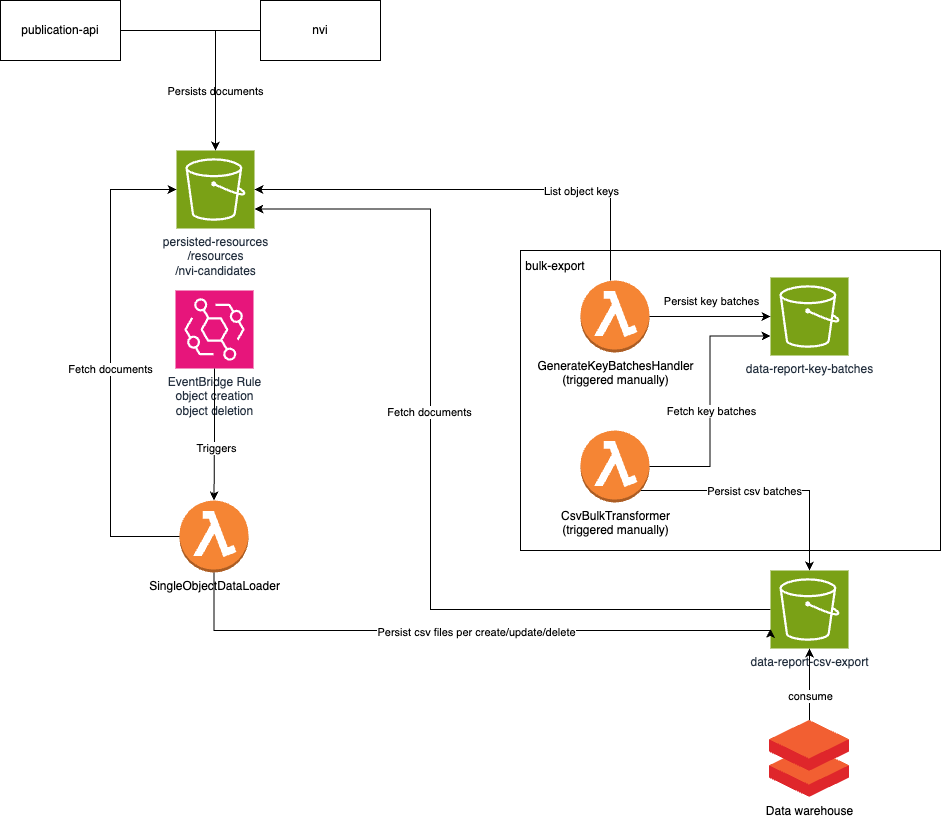 publication-api
nvi
Persists documents
persisted-resources
/resources
/nvi-candidates
List object keys
bulk-export
Persist key batches
GenerateKeyBatchesHandler
(triggered manually)
data-report-key-batches
EventBridge Rule
object creation
object deletion
Fetch documents
Fetch documents
Fetch key batches
Triggers
Persist csv batches
CsvBulkTransformer
(triggered manually)
SingleObjectDataLoader
Persist csv files per create/update/delete
data-report-csv-export
consume
Data warehouse